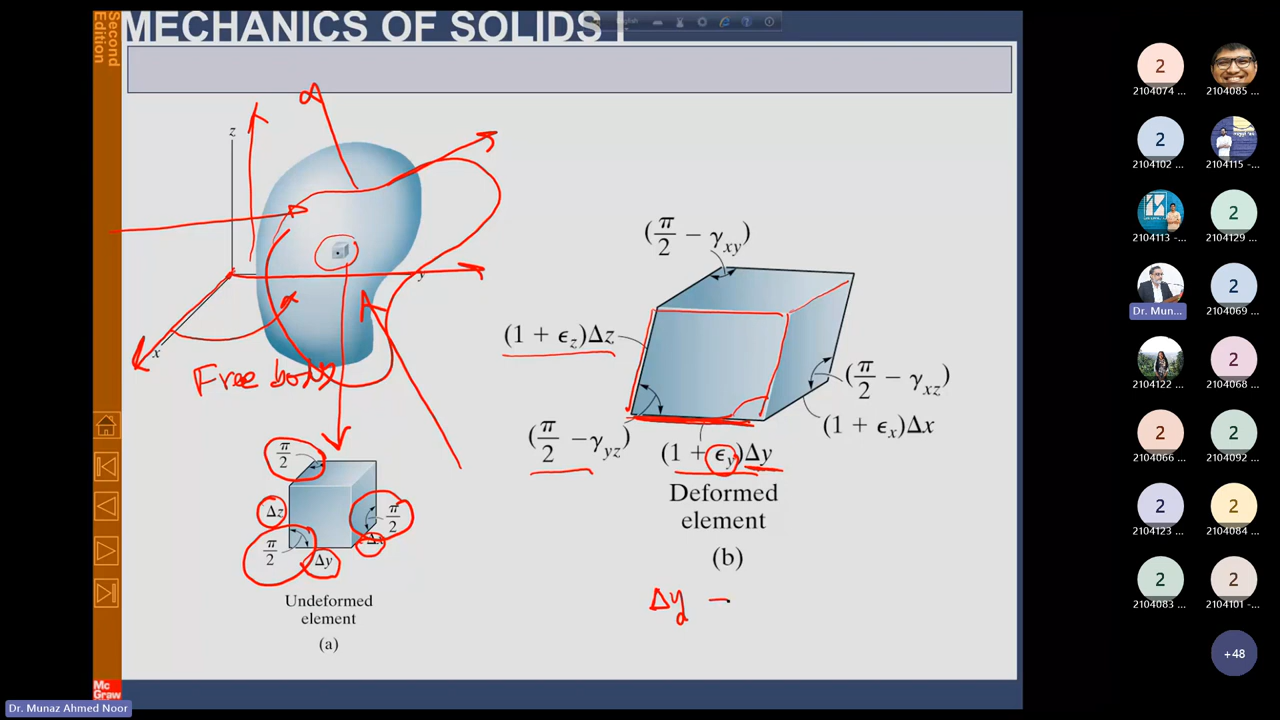 MECHANICS OF SOLIDS I
Second
Edition
English
z
y
x
Free body
π/2
Δz
π/2
Δy
Δx
π/2
Undeformed
element
(a)
(π/2 − γxy)
(1 + ϵz)Δz
(π/2 − γxz)
(1 + ϵx)Δx
(π/2 − γyz)
(1 + ϵy)Δy
Deformed
element
(b)
Δy –
Mc
Graw
Dr. Munaz Ahmed Noor
2
2104074 ...
2104085 ...
2
2104102 ...
2104115 -...
2104113 -...
2
2104129 ...
Dr. Mun...
2
2104069 ...
2104122 ...
2
2104068 ...
2
2104066 ...
2
2104092 ...
2
2104123 ...
2
2104084 ...
2
2104083 ...
2
2104101 -...
+48